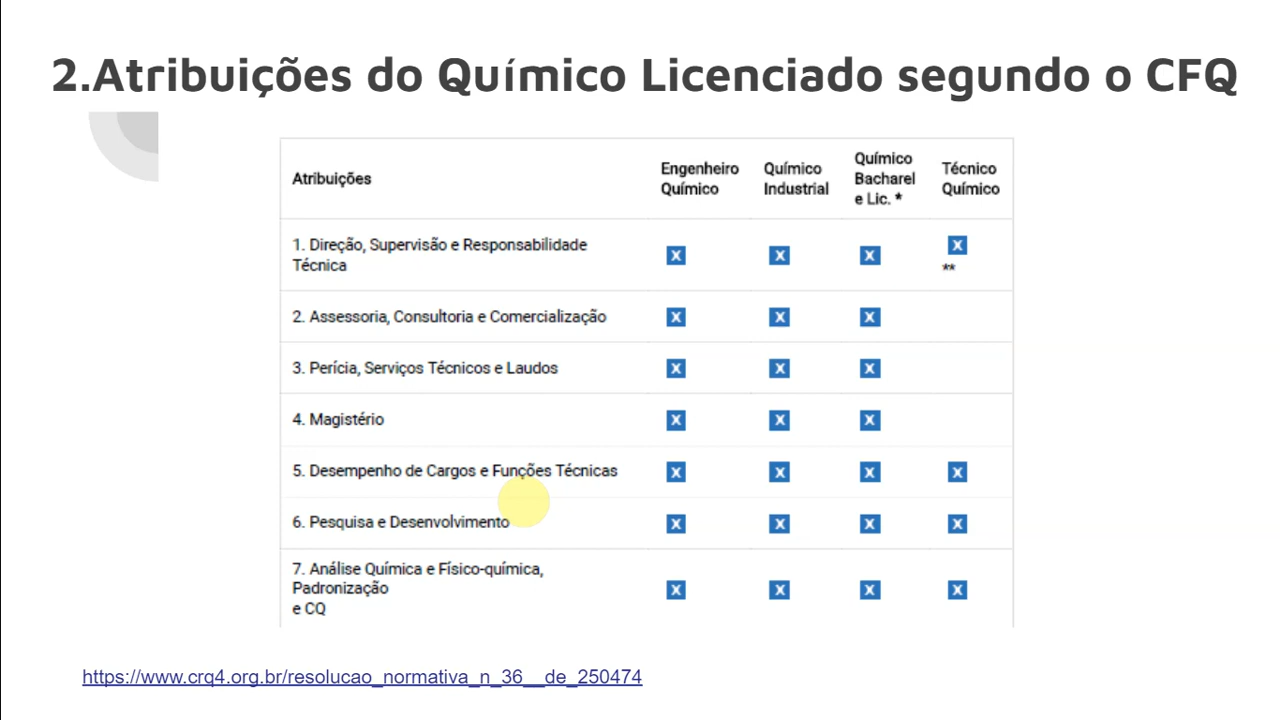 2.Atribuições do Químico Licenciado segundo o CFQ
Atribuições
Engenheiro
Químico
Químico
Industrial
Químico
Bacharel
e Lic. *
Técnico
Químico
1. Direção, Supervisão e Responsabilidade
Técnica
X X X X
**
2. Assessoria, Consultoria e Comercialização
X X X
3. Perícia, Serviços Técnicos e Laudos
X X X
4. Magistério
X X X
5. Desempenho de Cargos e Funções Técnicas
X X X X
6. Pesquisa e Desenvolvimento
X X X X
7. Análise Química e Físico-química,
Padronização
e CQ
X X X X
https://www.crq4.org.br/resolucao_normativa_n_36__de_250474